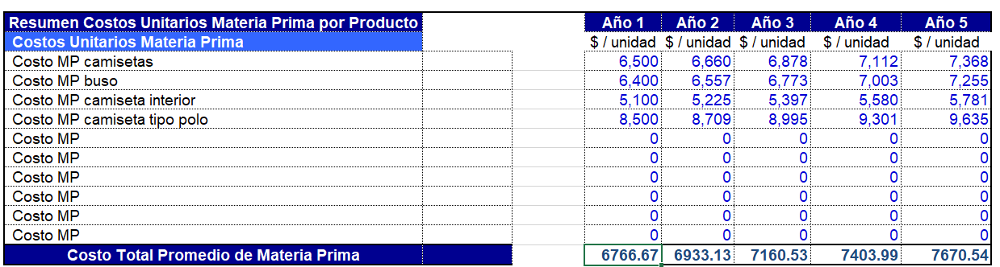 Resumen Costos Unitarios Materia Prima por Producto Año 1 Año 2 Año 3 Año 4 Año 5
Costos Unitarios Materia Prima $ / unidad $ / unidad $ / unidad $ / unidad $ / unidad
Costo MP camisetas 6,500 6,660 6,878 7,112 7,368
Costo MP buso 6,400 6,557 6,773 7,003 7,255
Costo MP camiseta interior 5,100 5,225 5,397 5,580 5,781
Costo MP camiseta tipo polo 8,500 8,709 8,995 9,301 9,635
Costo MP 0 0 0 0 0
Costo MP 0 0 0 0 0
Costo MP 0 0 0 0 0
Costo MP 0 0 0 0 0
Costo MP 0 0 0 0 0
Costo MP 0 0 0 0 0
Costo Total Promedio de Materia Prima 6766.67 6933.13 7160.53 7403.99 7670.54